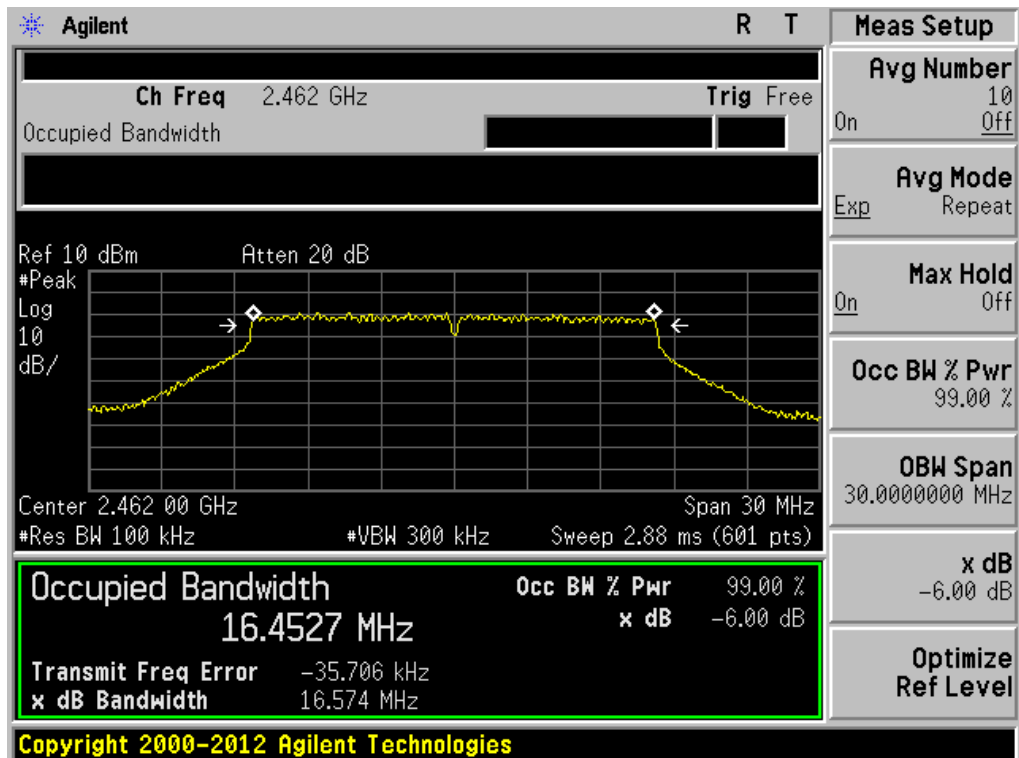 Agilent
R T
Ch Freq 2.462 GHz
Trig Free
Occupied Bandwidth
Ref 10 dBm
Atten 20 dB
#Peak
Log
10
dB/
Center 2.462 00 GHz
Span 30 MHz
#Res BW 100 kHz
#VBW 300 kHz
Sweep 2.88 ms (601 pts)
Occupied Bandwidth
16.4527 MHz
Occ BW % Pwr 99.00 %
x dB -6.00 dB
Transmit Freq Error -35.706 kHz
x dB Bandwidth 16.574 MHz
Meas Setup
Avg Number
10
On Off
Avg Mode
Exp Repeat
Max Hold
On Off
Occ BW % Pwr
99.00 %
OBW Span
30.0000000 MHz
x dB
-6.00 dB
Optimize
Ref Level
Copyright 2000-2012 Agilent Technologies